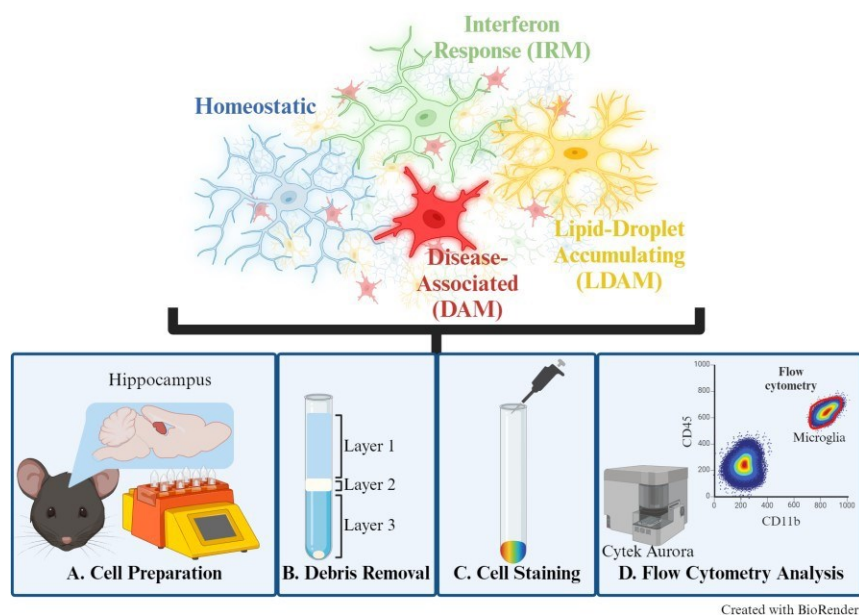 Interferon
Response (IRM)
Homeostatic
Disease-
Associated
(DAM)
Lipid-Droplet
Accumulating
(LDAM)
Hippocampus
A. Cell Preparation
Layer 1
Layer 2
Layer 3
B. Debris Removal
C. Cell Staining
1000
800
600
400
200
0
CD45
Flow
cytometry
Microglia
0 200 400 600 800 1000
CD11b
Cytek Aurora
D. Flow Cytometry Analysis
Created with BioRender